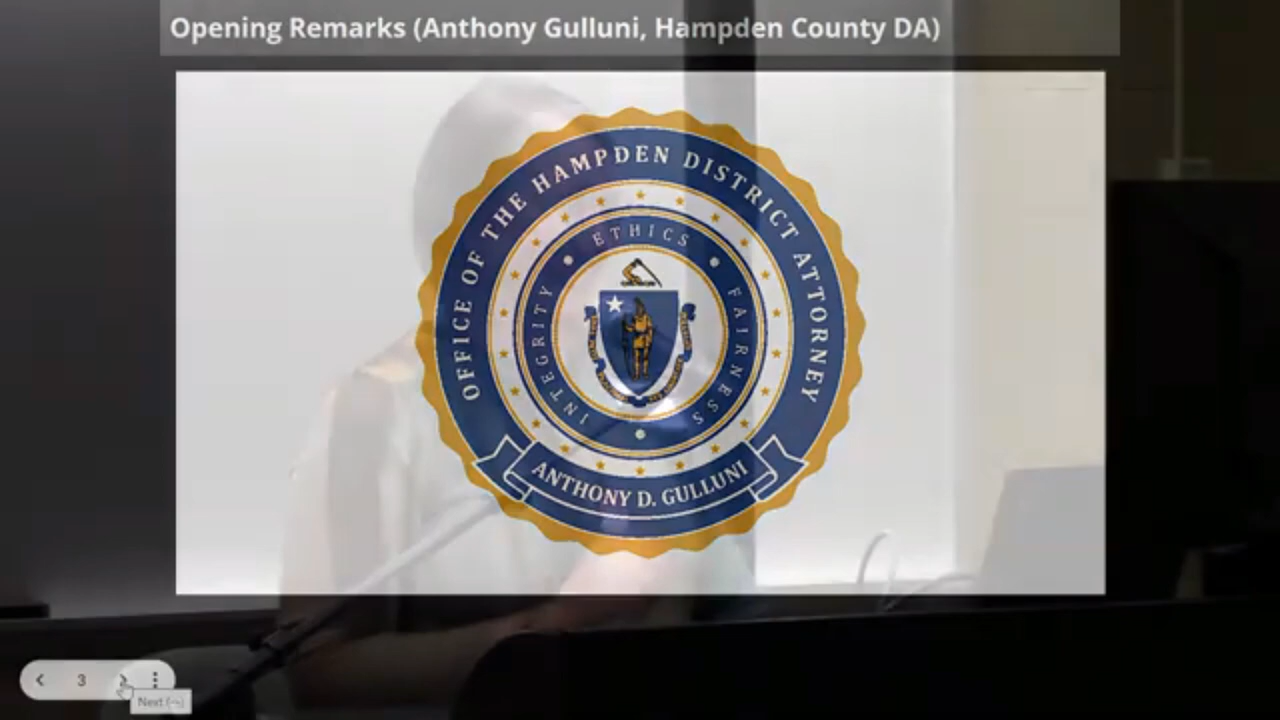 Opening Remarks (Anthony Gulluni, Hampden County DA)
OFFICE OF THE HAMPDEN DISTRICT ATTORNEY
ETHICS
INTEGRITY
FAIRNESS
ANTHONY D. GULLUNI
3
Next